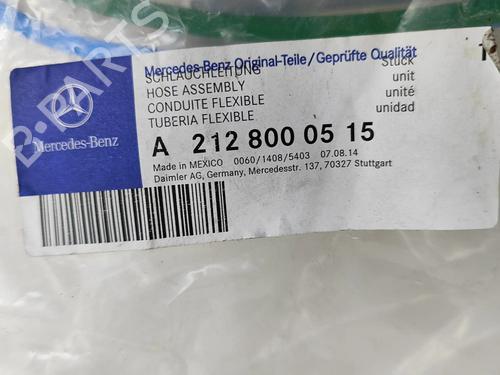 Mercedes-Benz Original-Teile/Geprüfte Qualität
SCHLAUCHLEITUNG Stück
HOSE ASSEMBLY unit
CONDUITE FLEXIBLE unité
TUBERIA FLEXIBLE unidad
Mercedes-Benz
A 212 800 05 15
Made in MEXICO 0060/1408/5403 07.08.14
Daimler AG, Germany, Mercedesstr. 137, 70327 Stuttgart
B-PARTS